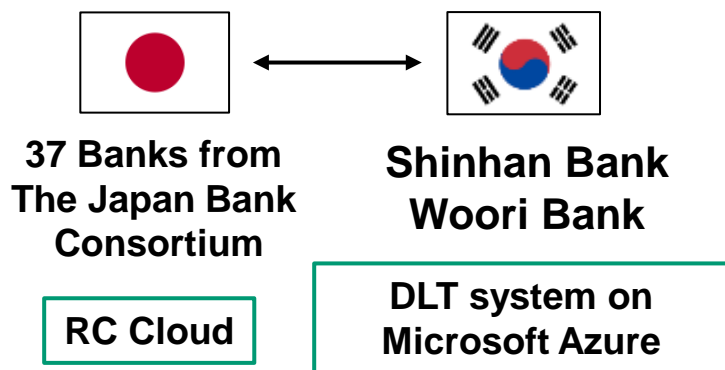 37 Banks from
The Japan Bank
Consortium
Shinhan Bank
Woori Bank
RC Cloud
DLT system on
Microsoft Azure